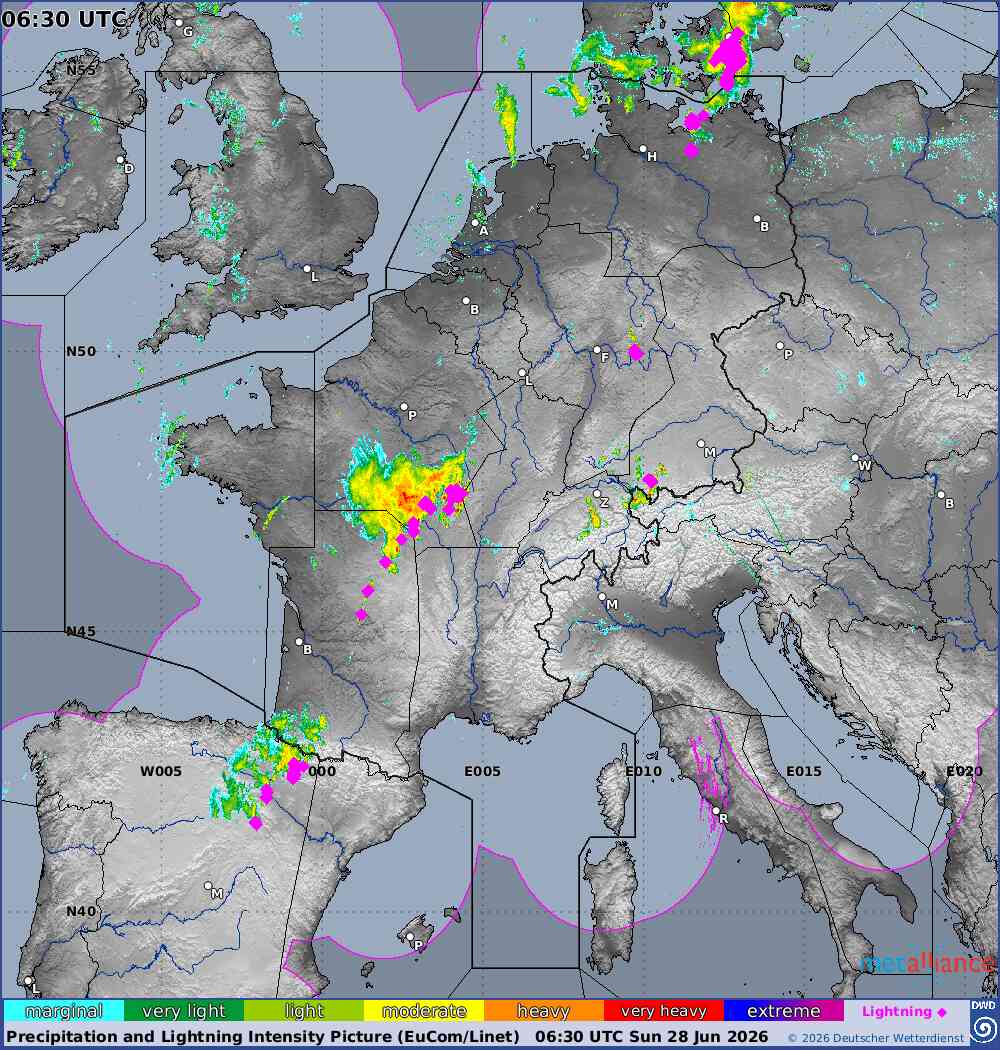 06:30 UTC
G
N55
D
H
A
B
L
B
N50
F
P
L
P
M
W
Z
B
M
N45
B
W005
000
E005
E010
E015
E020
R
M
N40
P
L
metalliance
marginal
very light
light
moderate
heavy
very heavy
extreme
Lightning
DWD
Precipitation and Lightning Intensity Picture (EuCom/Linet) 06:30 UTC Sun 28 Jun 2026
© 2026 Deutscher Wetterdienst